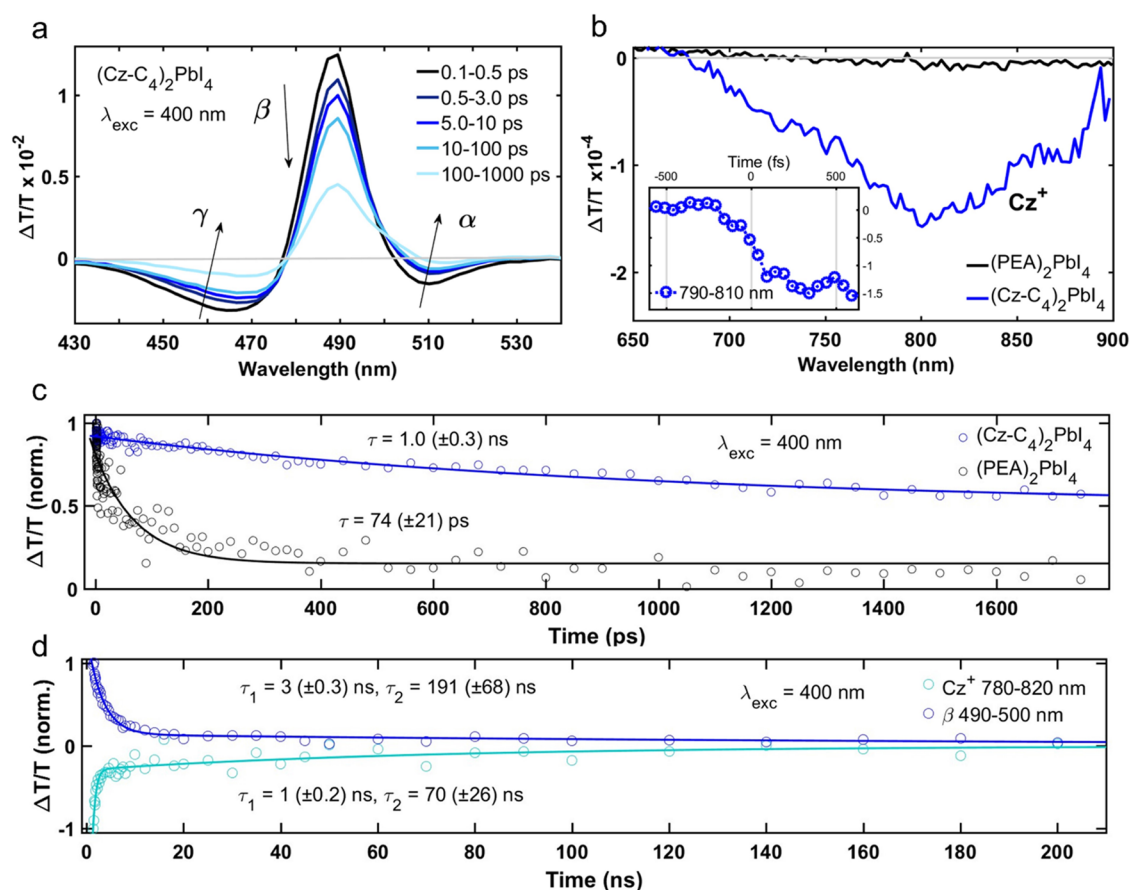 a
(Cz-C₄)₂PbI₄
λexc = 400 nm
β
γ
α
0.1-0.5 ps
0.5-3.0 ps
5.0-10 ps
10-100 ps
100-1000 ps
ΔT/T x 10⁻²
1
0.5
0
430
450
470
490
510
530
Wavelength (nm)
b
ΔT/T x10⁻⁴
0
-1
-2
Time (fs)
-500
0
500
0
-0.5
-1.0
-1.5
790-810 nm
Cz⁺
(PEA)₂PbI₄
(Cz-C₄)₂PbI₄
650
700
750
800
850
900
Wavelength (nm)
c
ΔT/T (norm.)
1
0.5
0
τ = 1.0 (±0.3) ns
λexc = 400 nm
(Cz-C₄)₂PbI₄
(PEA)₂PbI₄
τ = 74 (±21) ps
0
200
400
600
800
1000
1200
1400
1600
Time (ps)
d
ΔT/T (norm.)
1
0
-1
τ₁ = 3 (±0.3) ns, τ₂ = 191 (±68) ns
λexc = 400 nm
Cz⁺ 780-820 nm
β 490-500 nm
τ₁ = 1 (±0.2) ns, τ₂ = 70 (±26) ns
0
20
40
60
80
100
120
140
160
180
200
Time (ns)